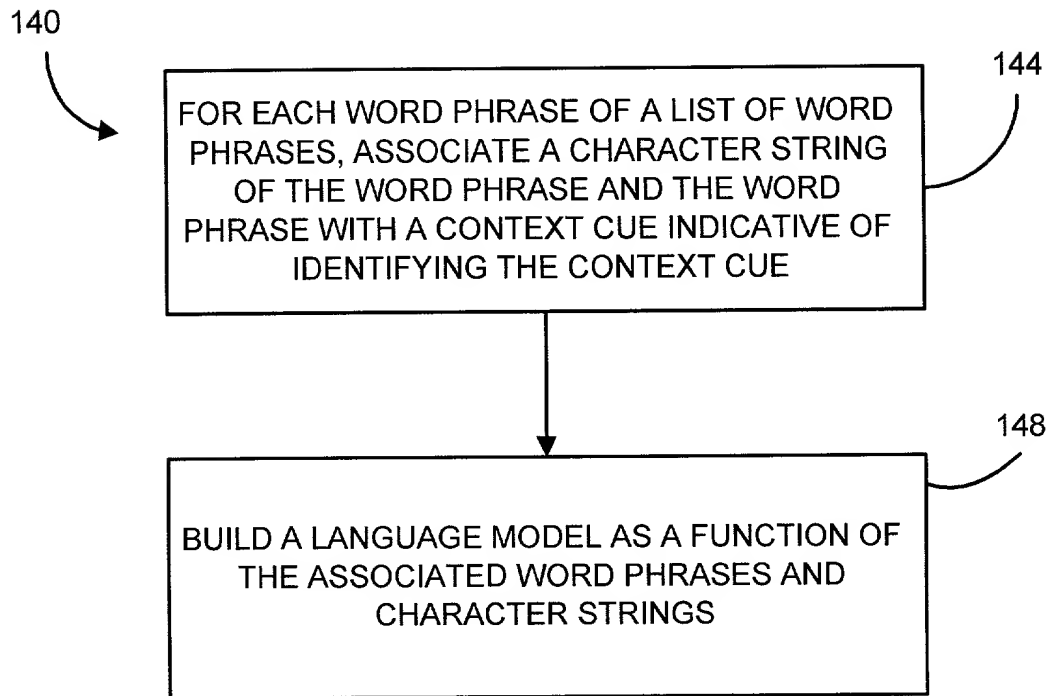 140
144
FOR EACH WORD PHRASE OF A LIST OF WORD
PHRASES, ASSOCIATE A CHARACTER STRING
OF THE WORD PHRASE AND THE WORD
PHRASE WITH A CONTEXT CUE INDICATIVE OF
IDENTIFYING THE CONTEXT CUE
148
BUILD A LANGUAGE MODEL AS A FUNCTION OF
THE ASSOCIATED WORD PHRASES AND
CHARACTER STRINGS